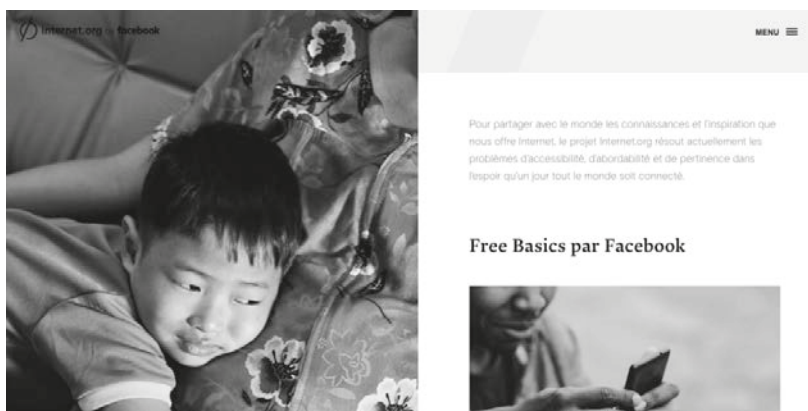 internet.org by facebook
MENU
Pour partager avec le monde les connaissances et l'inspiration que
nous offre Internet, le projet Internet.org résout actuellement les
problèmes d'accessibilité, d'abordabilité et de pertinence dans
l'espoir qu'un jour tout le monde soit connecté.
Free Basics par Facebook